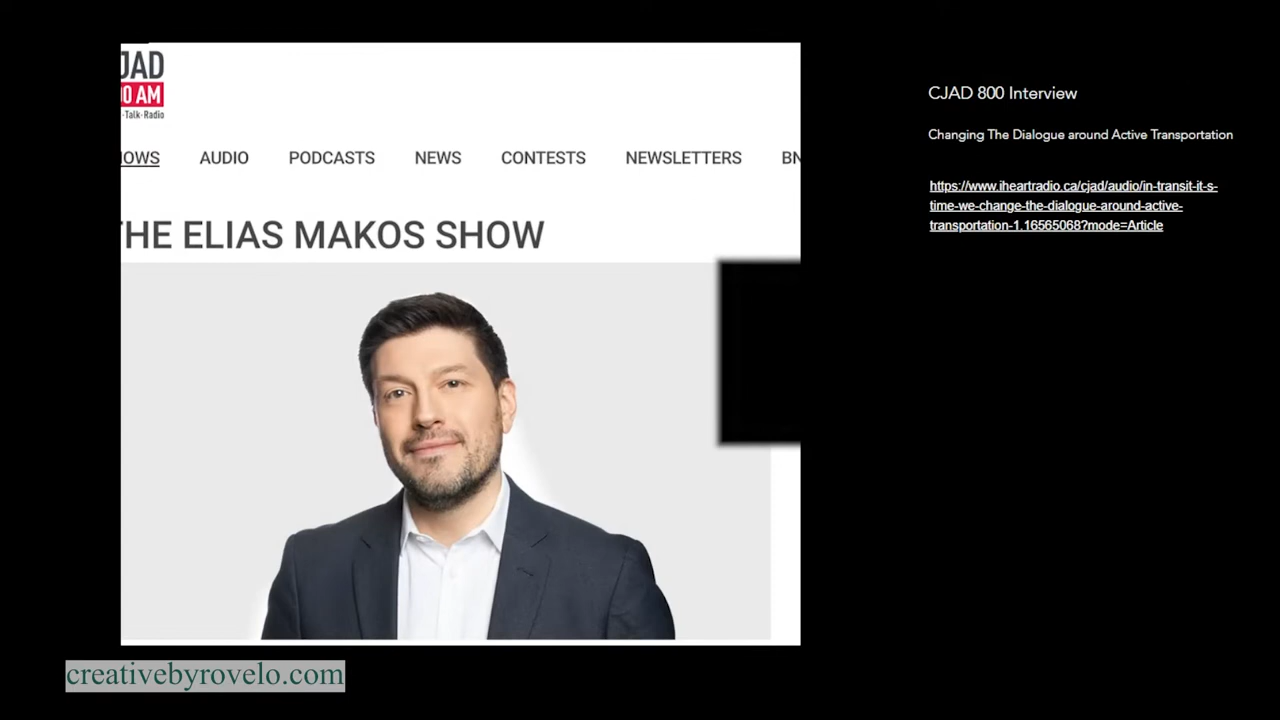 JAD
0 AM
·Talk·Radio
HOWS AUDIO PODCASTS NEWS CONTESTS NEWSLETTERS BN
THE ELIAS MAKOS SHOW
CJAD 800 Interview
Changing The Dialogue around Active Transportation
https://www.iheartradio.ca/cjad/audio/in-transit-it-s-
time-we-change-the-dialogue-around-active-
transportation-1.16565068?mode=Article
creativebyrovelo.com